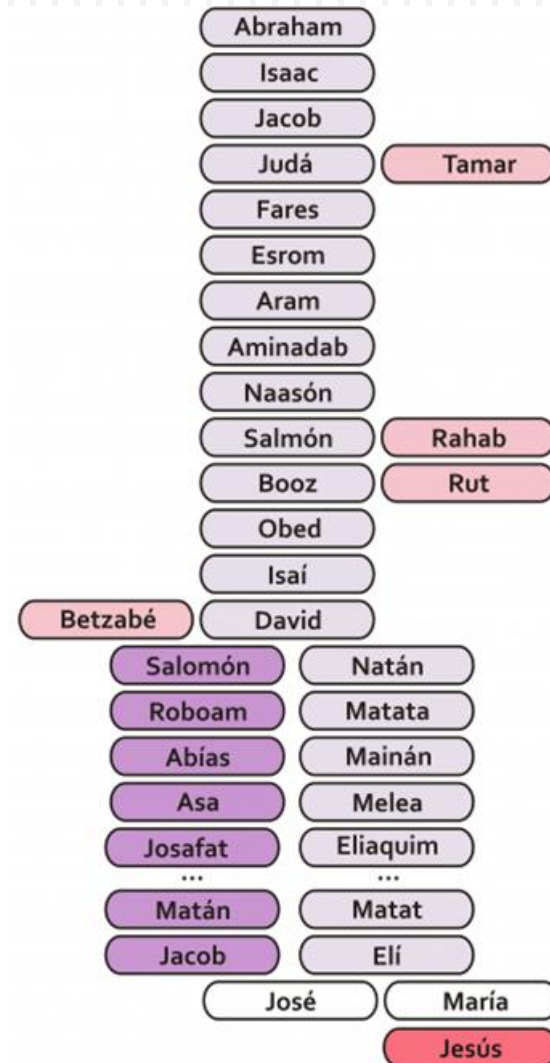 Abraham
Isaac
Jacob
Judá Tamar
Fares
Esrom
Aram
Aminadab
Naasón
Salmón Rahab
Booz Rut
Obed
Isaí
Betzabé David
Salomón Natán
Roboam Matata
Abías Mainán
Asa Melea
Josafat Eliaquim
... ...
Matán Matat
Jacob Elí
José María
Jesús